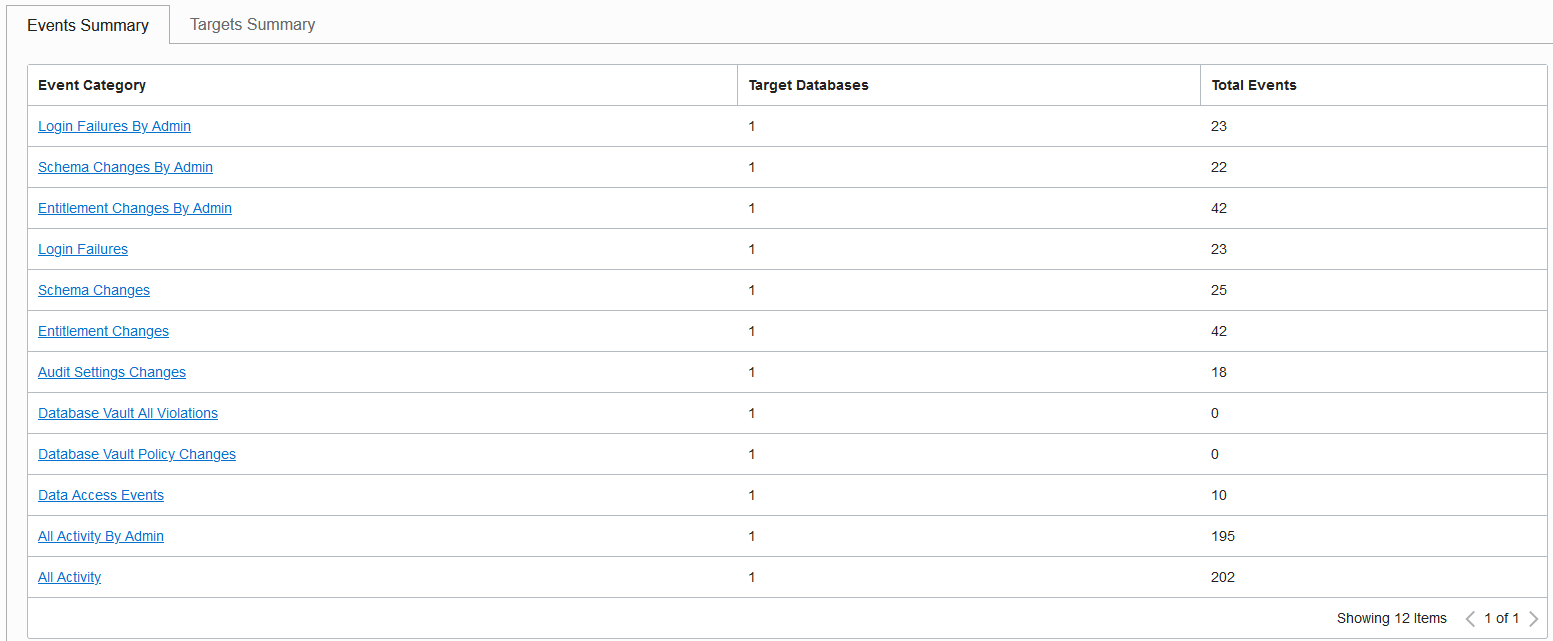 Events Summary Targets Summary
Event Category Target Databases Total Events
Login Failures By Admin 1 23
Schema Changes By Admin 1 22
Entitlement Changes By Admin 1 42
Login Failures 1 23
Schema Changes 1 25
Entitlement Changes 1 42
Audit Settings Changes 1 18
Database Vault All Violations 1 0
Database Vault Policy Changes 1 0
Data Access Events 1 10
All Activity By Admin 1 195
All Activity 1 202
Showing 12 Items 1 of 1